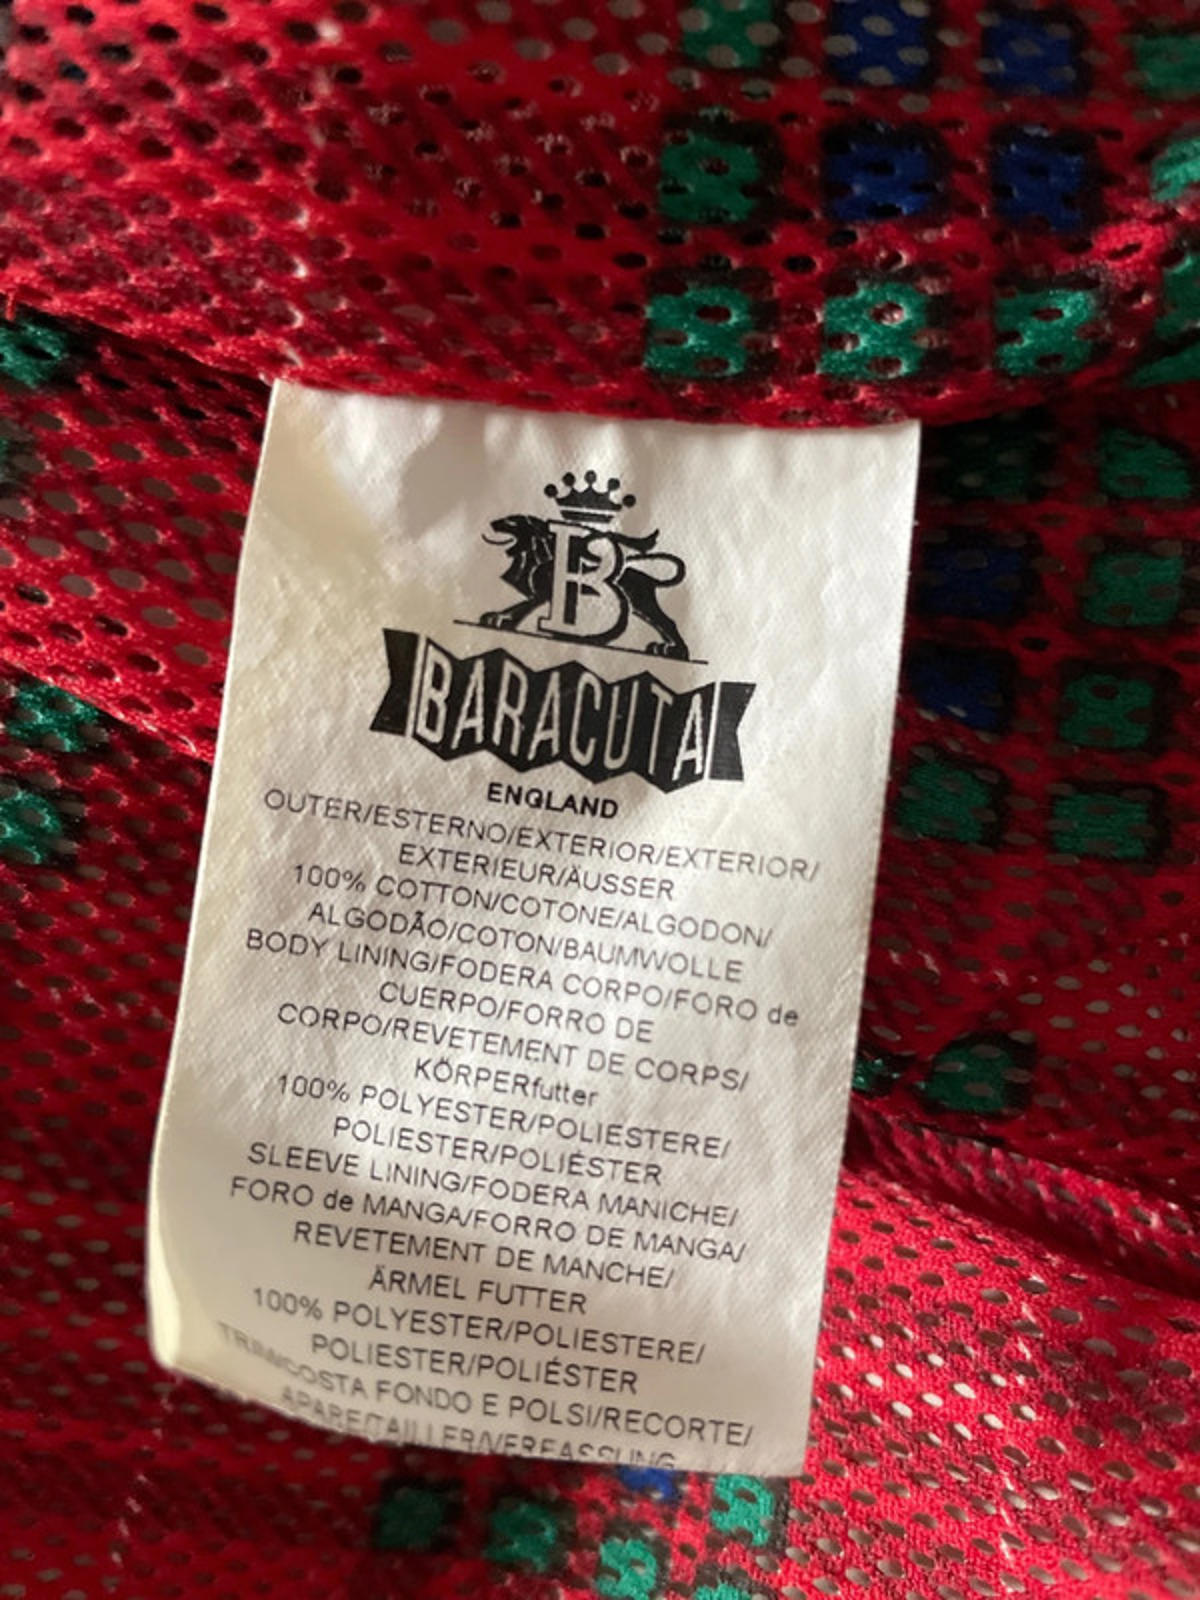 B
BARACUTA
ENGLAND
OUTER/ESTERNO/EXTERIOR/EXTERIOR/
EXTERIEUR/ÄUSSER
100% COTTON/COTONE/ALGODON/
ALGODÃO/COTON/BAUMWOLLE
BODY LINING/FODERA CORPO/FORO de
CUERPO/FORRO DE
CORPO/REVETEMENT DE CORPS/
KÖRPERfutter
100% POLYESTER/POLIESTERE/
POLIESTER/POLIÉSTER
SLEEVE LINING/FODERA MANICHE/
FORO de MANGA/FORRO DE MANGA/
REVETEMENT DE MANCHE/
ÄRMEL FUTTER
100% POLYESTER/POLIESTERE/
POLIESTER/POLIÉSTER
FONDO E POLSI/RECORTE/